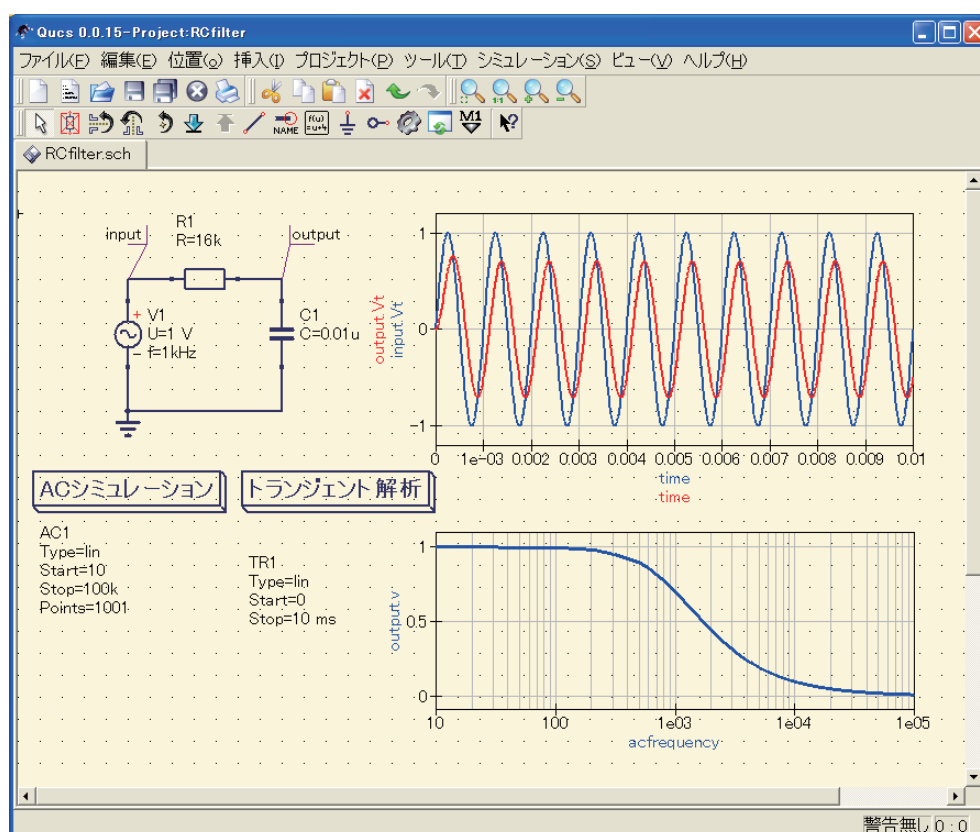 Qucs 0.0.15-Project:RCfilter
ファイル(F) 編集(E) 位置(o) 挿入(I) プロジェクト(P) ツール(T) シミュレーション(S) ビュー(V) ヘルプ(H)
1:1
NAME
f(u)
=u+4
M1
RCfilter.sch
input
R1
R=16k
output
+ V1
U=1 V
- f=1kHz
C1
C=0.01u
output.Vt
input.Vt
1
0
-1
0 1e-03 0.002 0.003 0.004 0.005 0.006 0.007 0.008 0.009 0.01
time
time
ACシミュレーション
トランジェント解析
AC1
Type=lin
Start=10
Stop=100k
Points=1001
TR1
Type=lin
Start=0
Stop=10 ms
output.v
1
0.5
0
10 100 1e03 1e04 1e05
acfrequency
警告無し 0 : 0